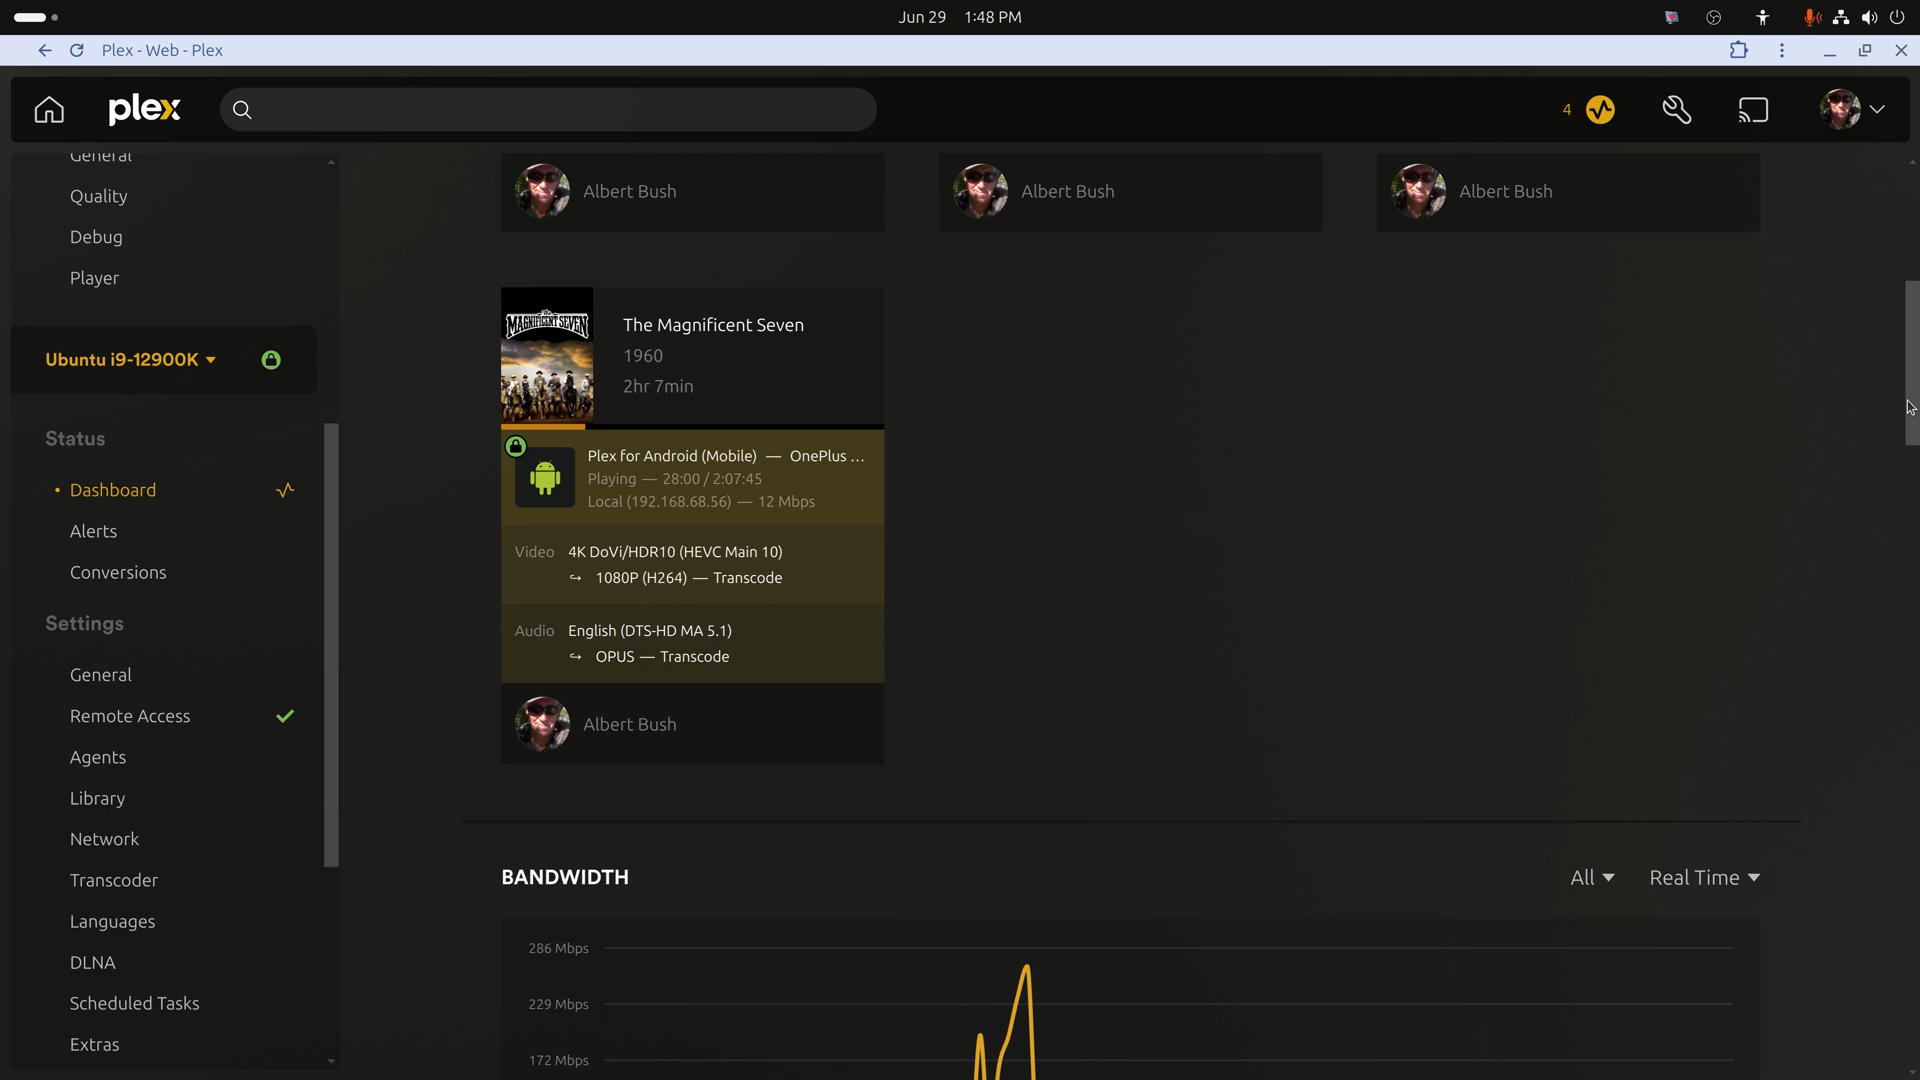 Jun 29 1:48 PM
Plex - Web - Plex
plex
4
General
Quality
Debug
Player
Ubuntu i9-12900K
Status
Dashboard
Alerts
Conversions
Settings
General
Remote Access
Agents
Library
Network
Transcoder
Languages
DLNA
Scheduled Tasks
Extras
Albert Bush
Albert Bush
Albert Bush
MAGNIFICENT SEVEN
The Magnificent Seven
1960
2hr 7min
Plex for Android (Mobile) — OnePlus ...
Playing — 28:00 / 2:07:45
Local (192.168.68.56) — 12 Mbps
Video 4K DoVi/HDR10 (HEVC Main 10)
1080P (H264) — Transcode
Audio English (DTS-HD MA 5.1)
OPUS — Transcode
Albert Bush
BANDWIDTH
All Real Time
286 Mbps
229 Mbps
172 Mbps